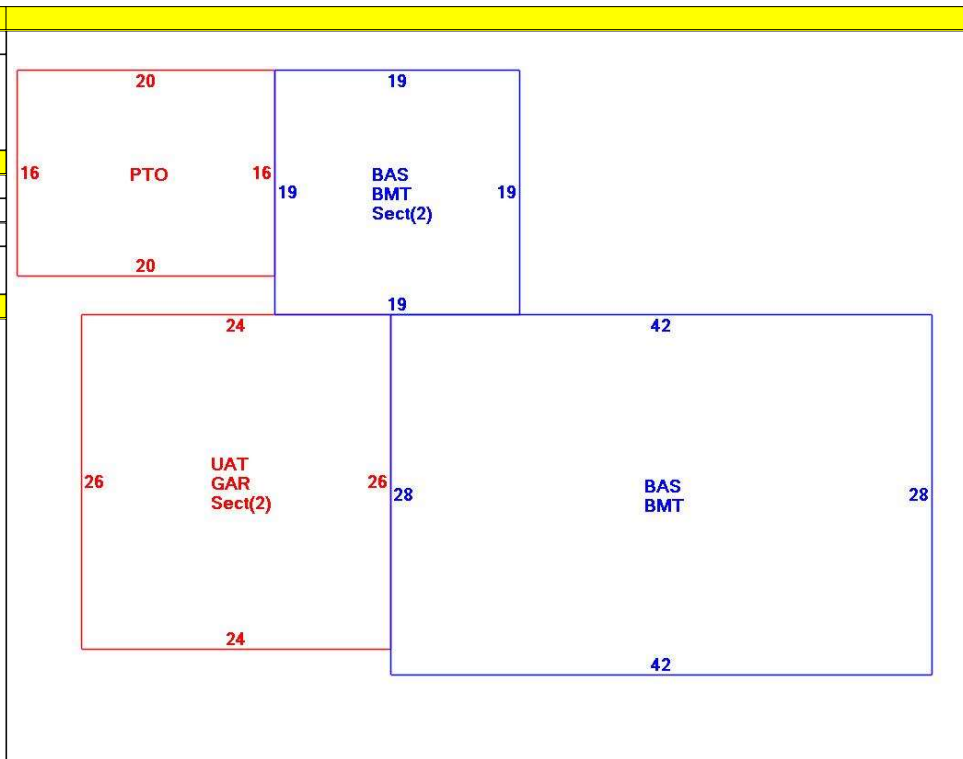 20
19
16
PTO
16
19
BAS
BMT
Sect(2)
19
20
19
24
42
26
UAT
GAR
Sect(2)
26
28
BAS
BMT
28
24
42